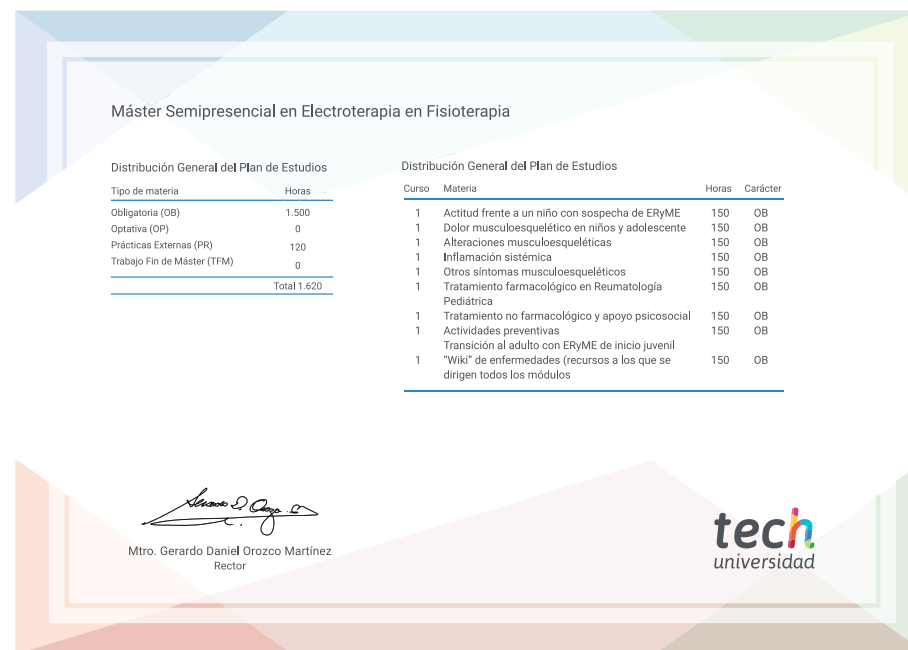 Máster Semipresencial en Electroterapia en Fisioterapia
Distribución General del Plan de Estudios
Tipo de materia Horas
Obligatoria (OB) 1.500
Optativa (OP) 0
Prácticas Externas (PR) 120
Trabajo Fin de Máster (TFM) 0
Total 1.620
Distribución General del Plan de Estudios
Curso Materia Horas Carácter
1 Actitud frente a un niño con sospecha de ERyME 150 OB
1 Dolor musculoesquelético en niños y adolescente 150 OB
1 Alteraciones musculoesqueléticas 150 OB
1 Inflamación sistémica 150 OB
1 Otros síntomas musculoesqueléticos 150 OB
1 Tratamiento farmacológico en Reumatología 150 OB
Pediátrica
1 Tratamiento no farmacológico y apoyo psicosocial 150 OB
1 Actividades preventivas 150 OB
Transición al adulto con ERyME de inicio juvenil
1 “Wiki” de enfermedades (recursos a los que se 150 OB
dirigen todos los módulos
Mtro. Gerardo Daniel Orozco Martínez
Rector
tech
universidad